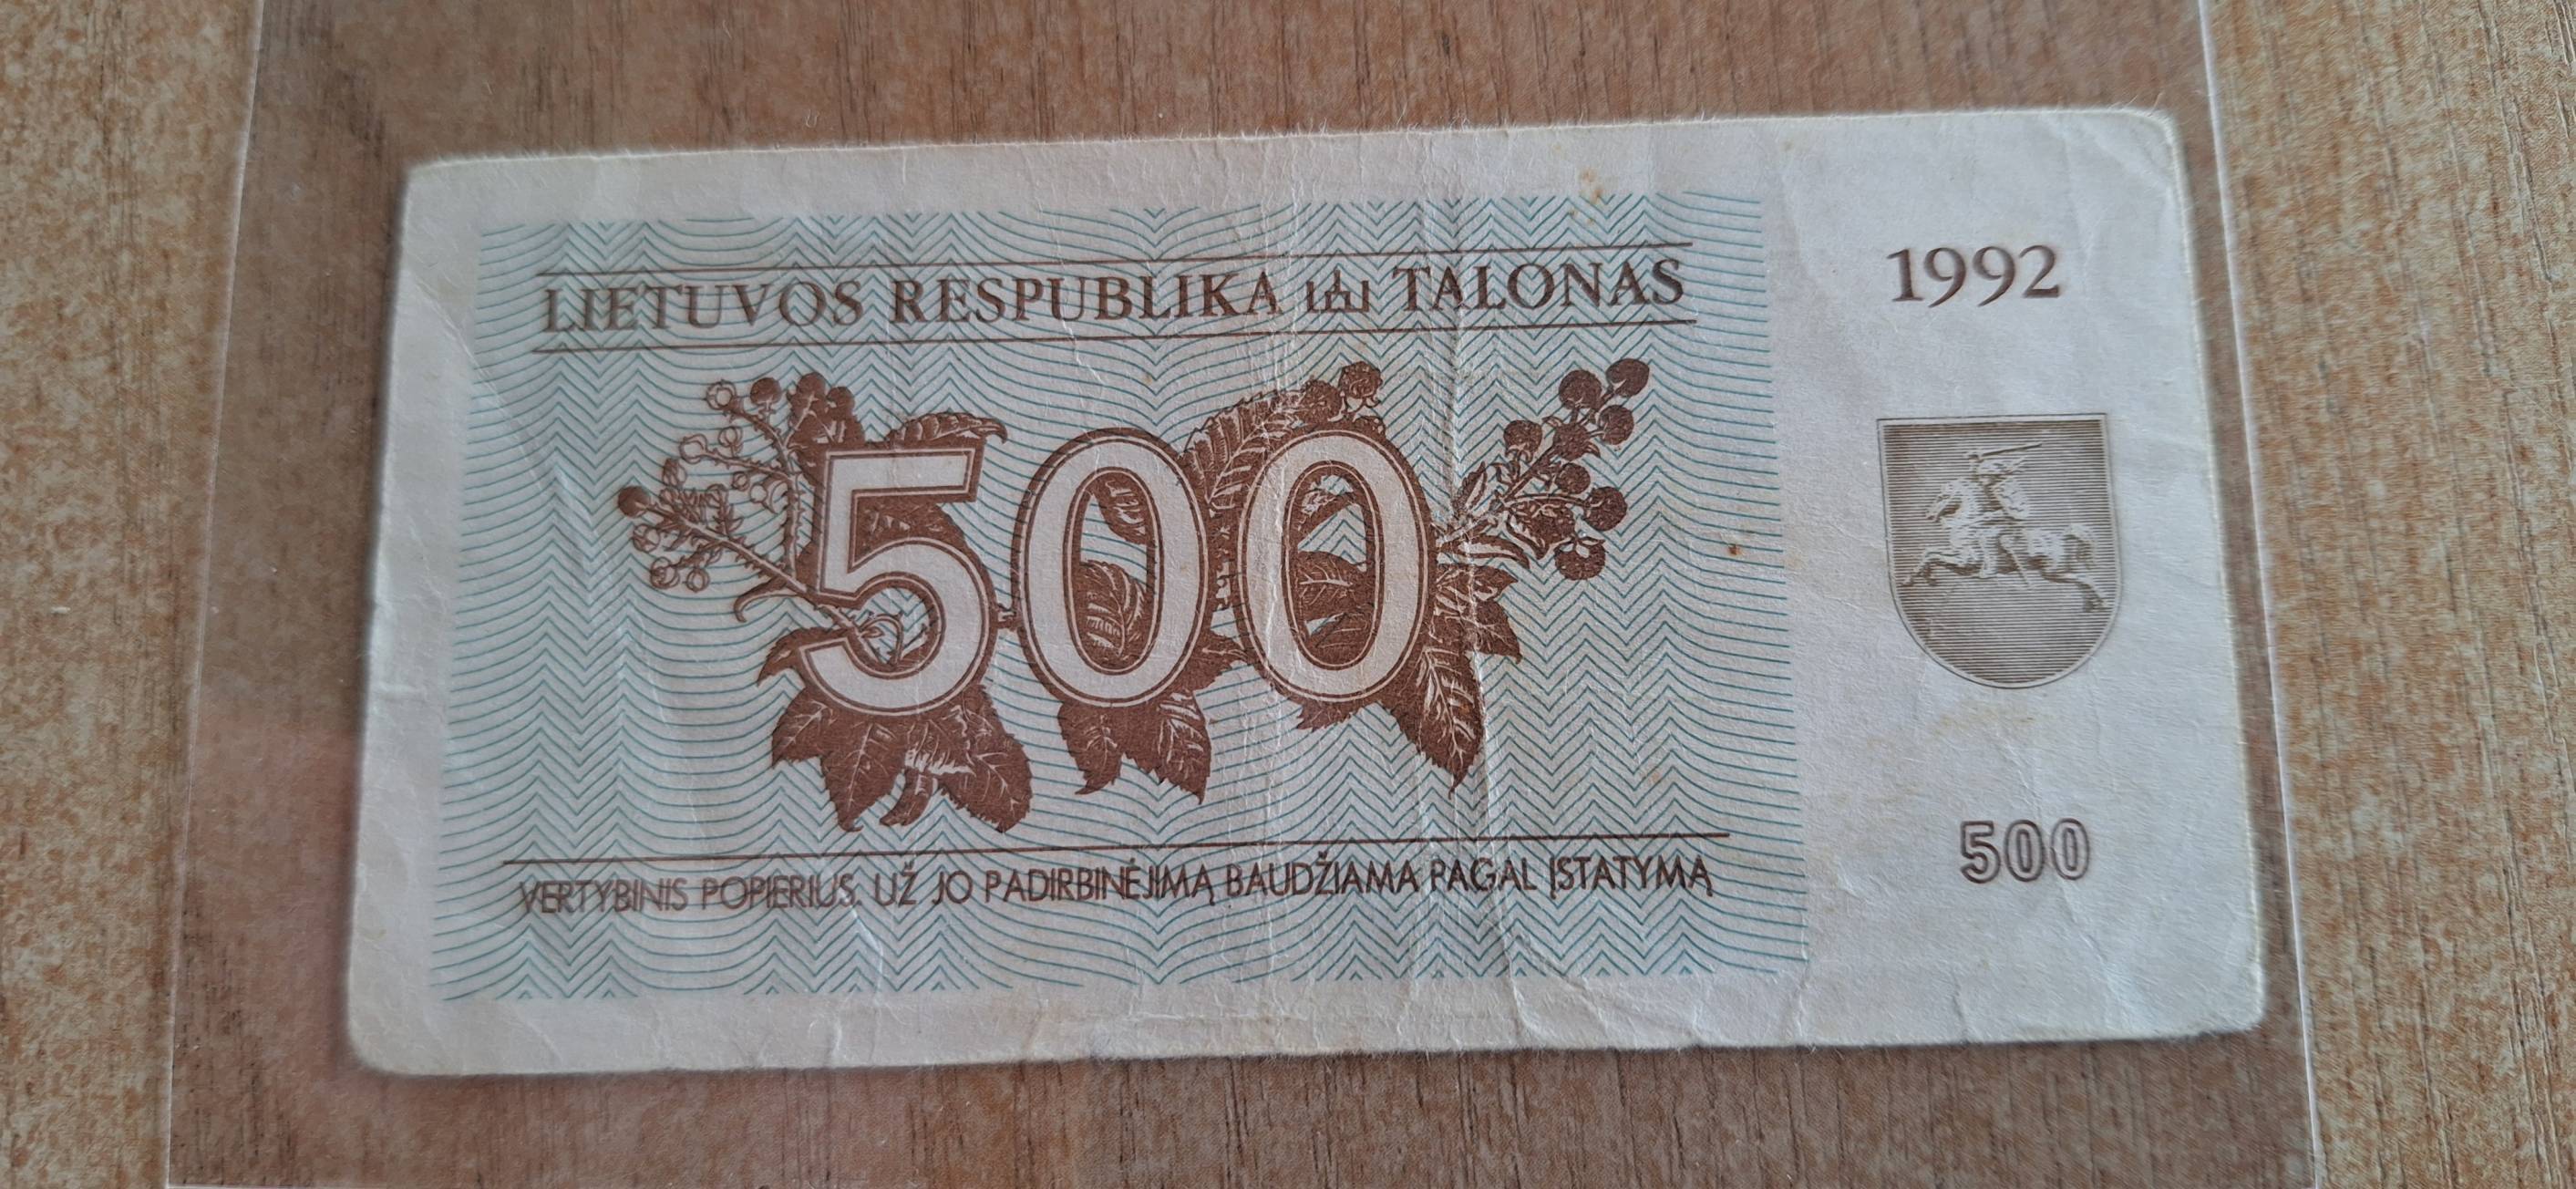 LIETUVOS RESPUBLIKA TALONAS
1992
500
VERTYBINIS POPIERIUS. UŽ JO PADIRBINĖJIMĄ BAUDŽIAMA PAGAL ĮSTATYMĄ
500